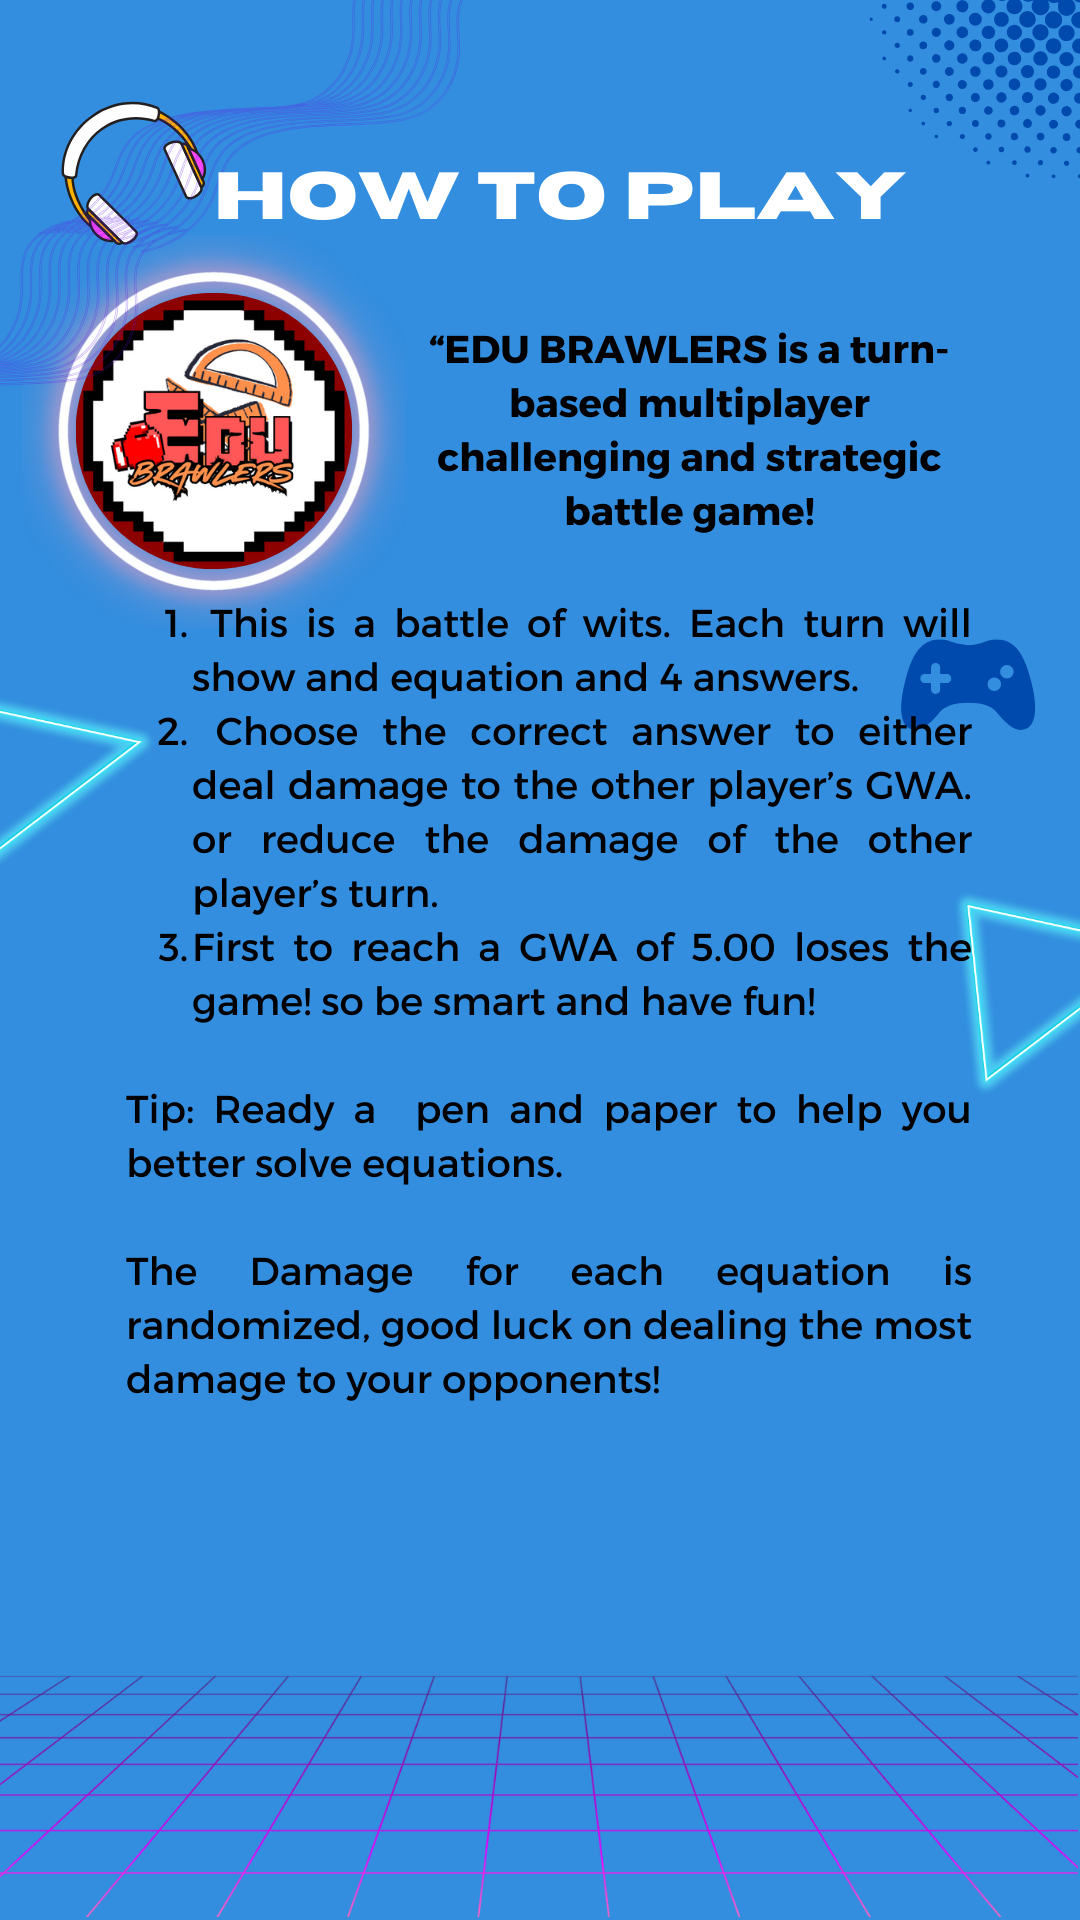 HOW TO PLAY
EDU
BRAWLERS
“EDU BRAWLERS is a turn-
based multiplayer
challenging and strategic
battle game!
1. This is a battle of wits. Each turn will
show and equation and 4 answers.
2. Choose the correct answer to either
deal damage to the other player’s GWA.
or reduce the damage of the other
player’s turn.
3. First to reach a GWA of 5.00 loses the
game! so be smart and have fun!
Tip: Ready a pen and paper to help you
better solve equations.
The Damage for each equation is
randomized, good luck on dealing the most
damage to your opponents!